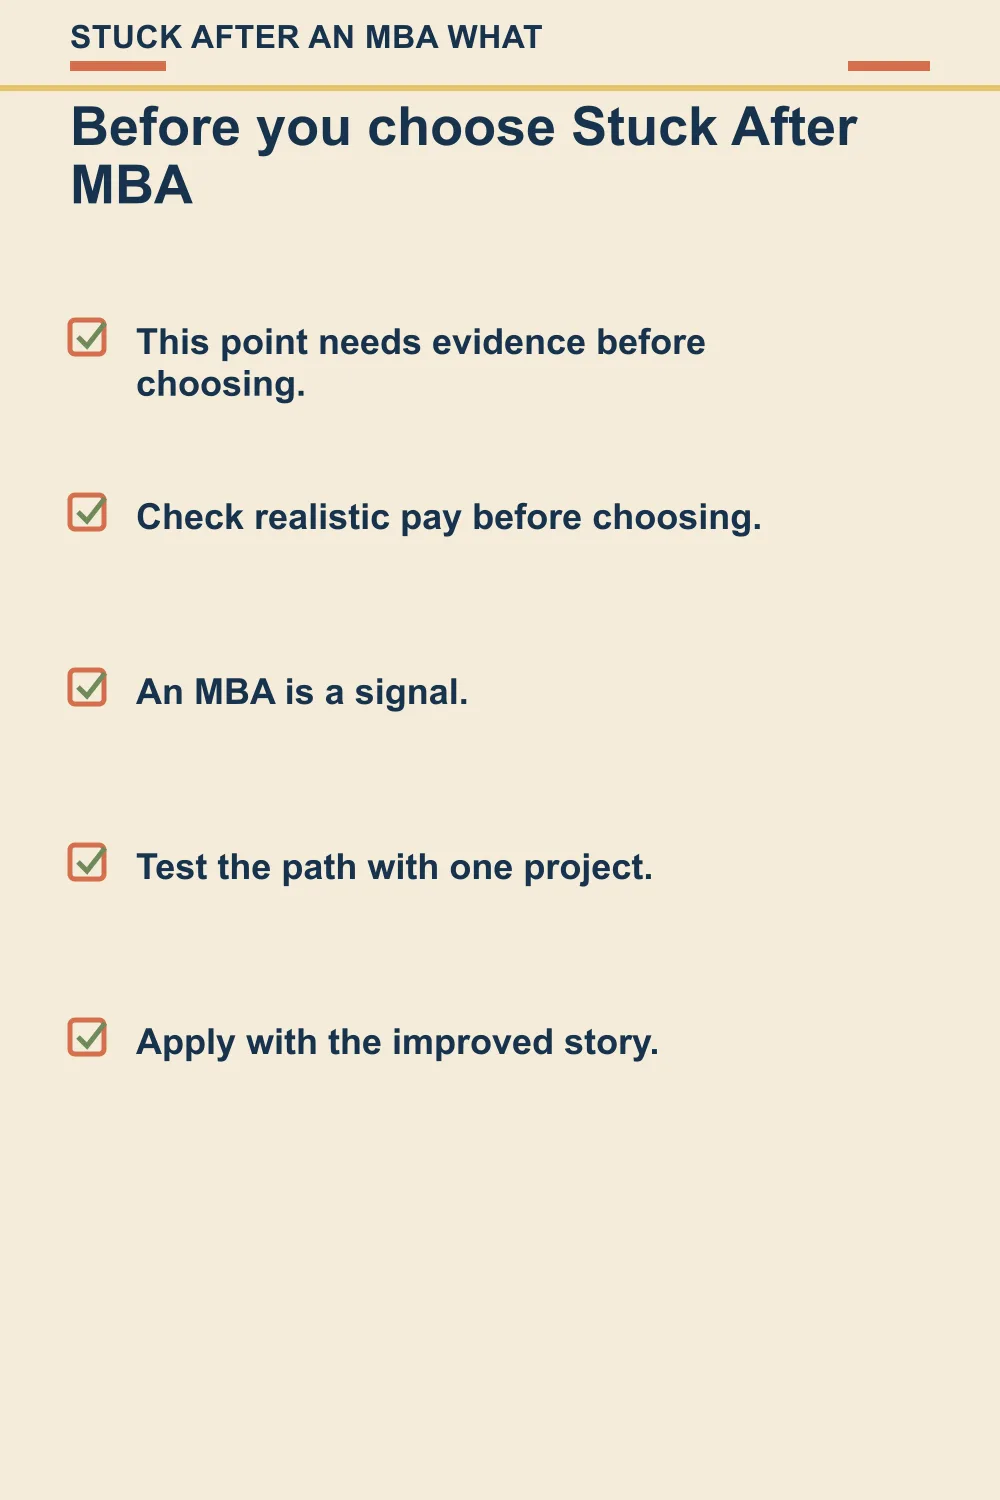 STUCK AFTER AN MBA WHAT
Before you choose Stuck After
MBA
This point needs evidence before
choosing.
Check realistic pay before choosing.
An MBA is a signal.
Test the path with one project.
Apply with the improved story.